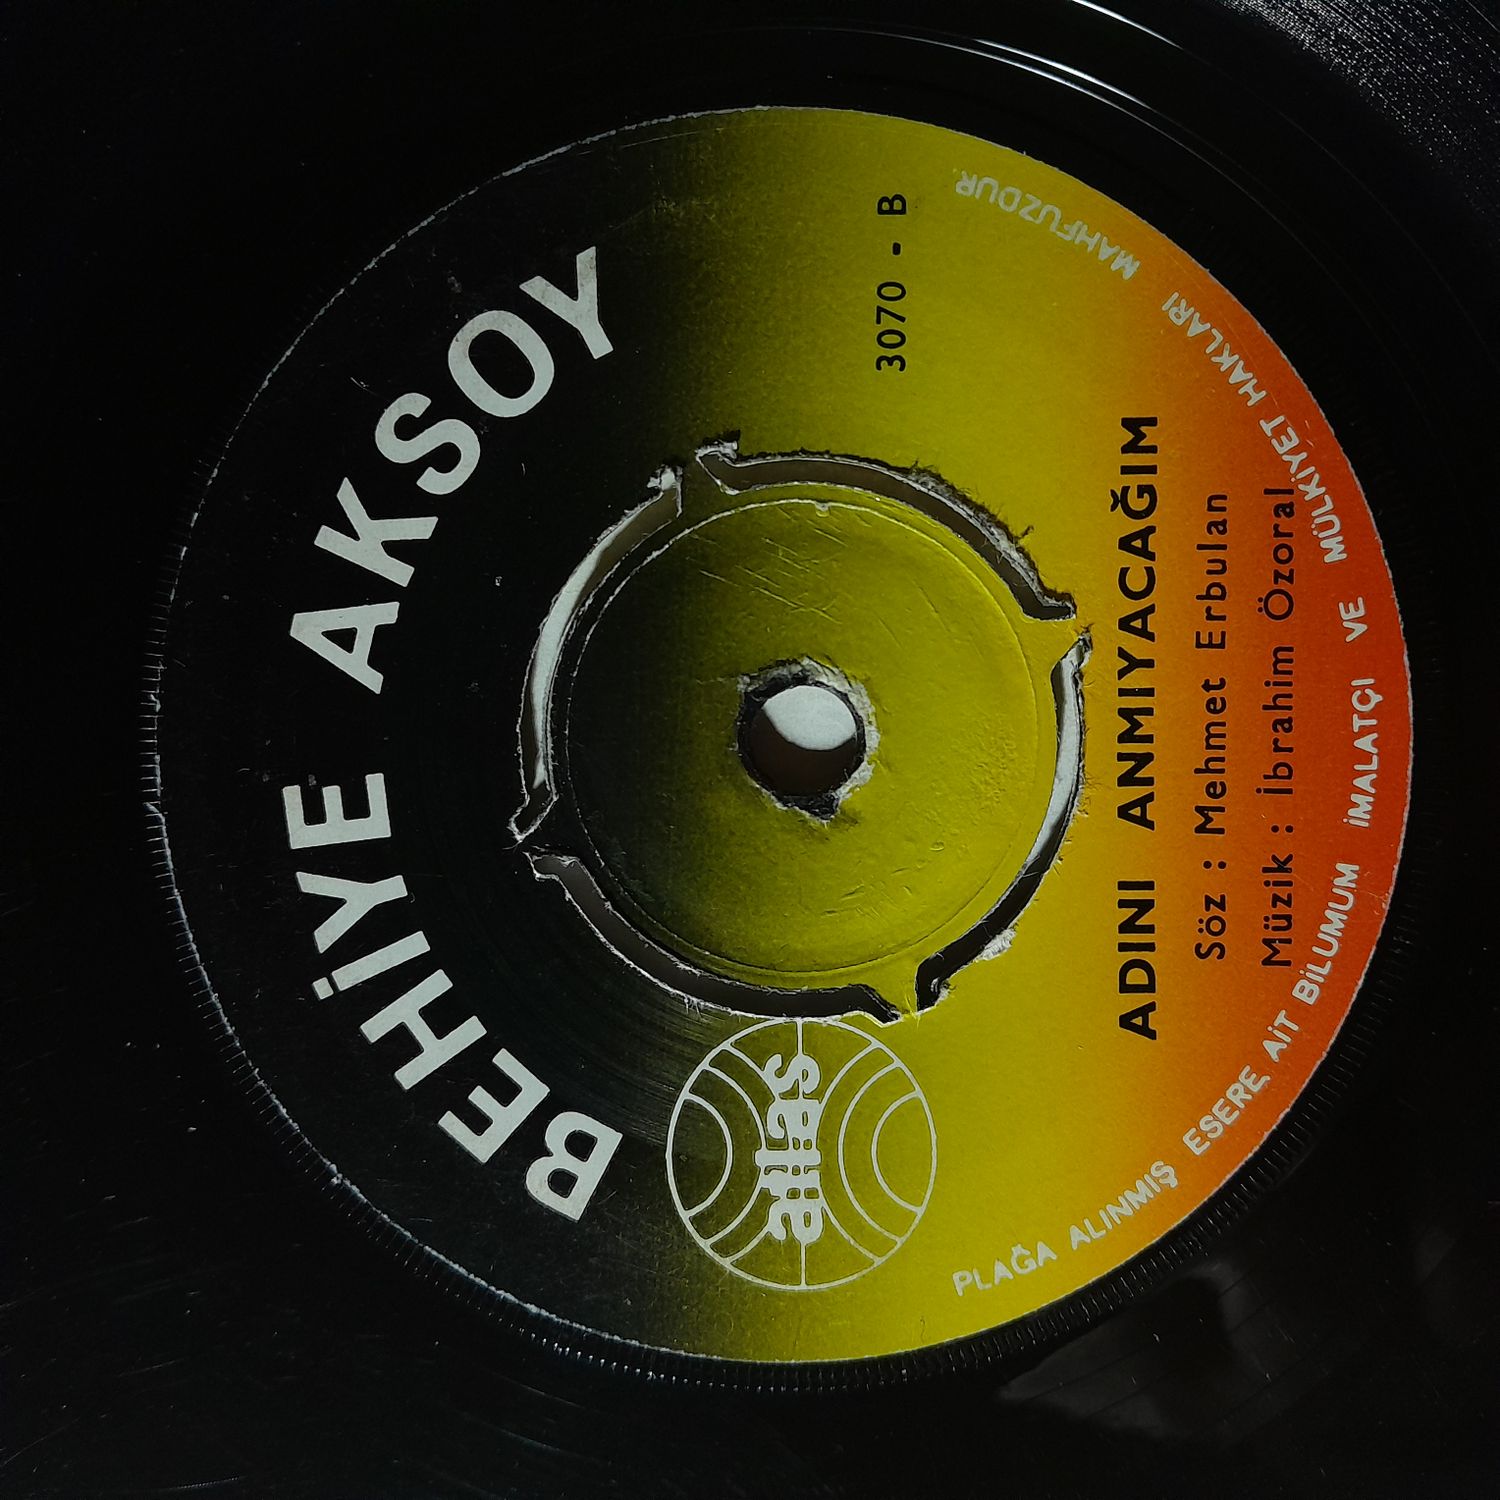 BEHİYE AKSOY
3070 - B
ADINI ANMIYACAĞIM
Söz : Mehmet Erbulan
Müzik : İbrahim Özoral
PLAĞA ALINMIŞ ESERE AİT BİLUMUM İMALATÇI VE MÜLKİYET HAKLARI MAHFUZDUR.